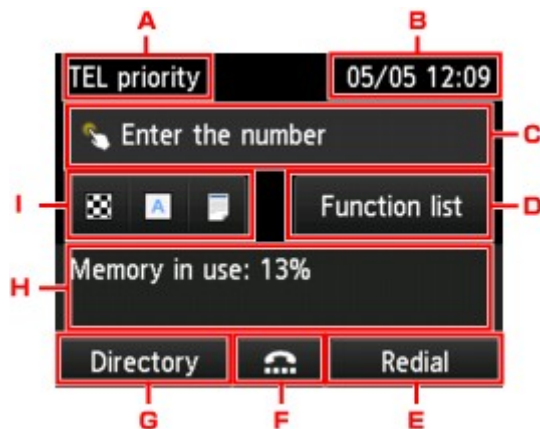 A B
TEL priority 05/05 12:09
Enter the number C
I A Function list D
Memory in use: 13%
H
Directory Redial
G F E